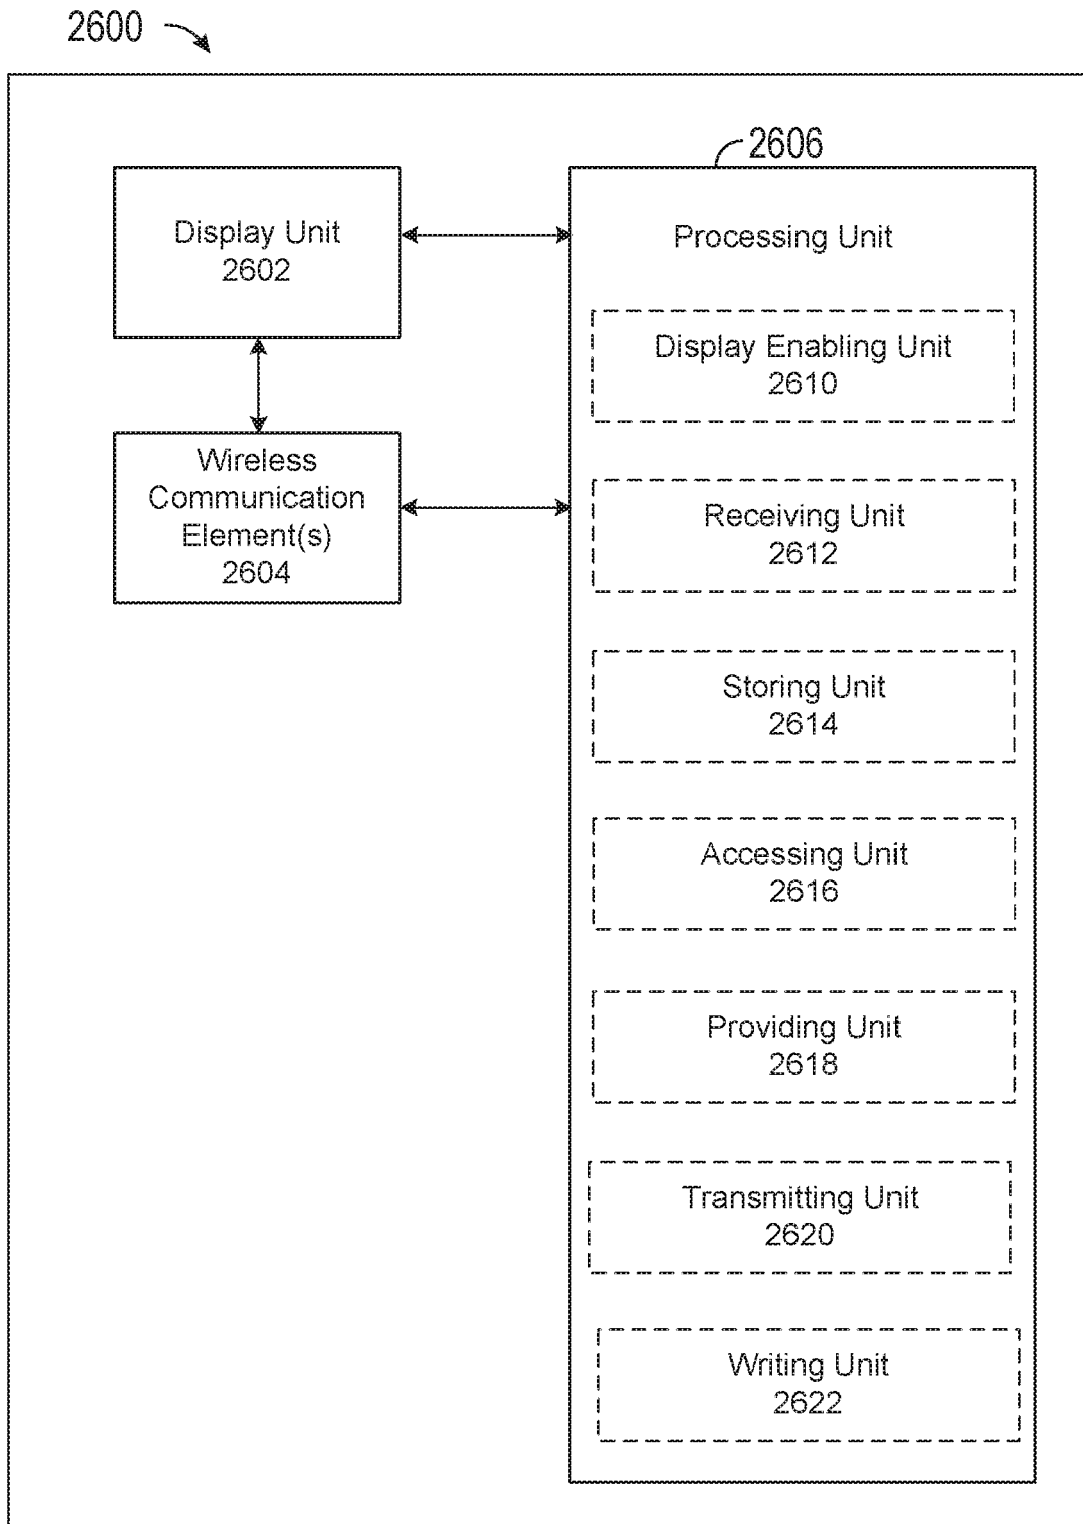 2600
2606
Display Unit
2602
Processing Unit
Display Enabling Unit
2610
Wireless
Communication
Element(s)
2604
Receiving Unit
2612
Storing Unit
2614
Accessing Unit
2616
Providing Unit
2618
Transmitting Unit
2620
Writing Unit
2622